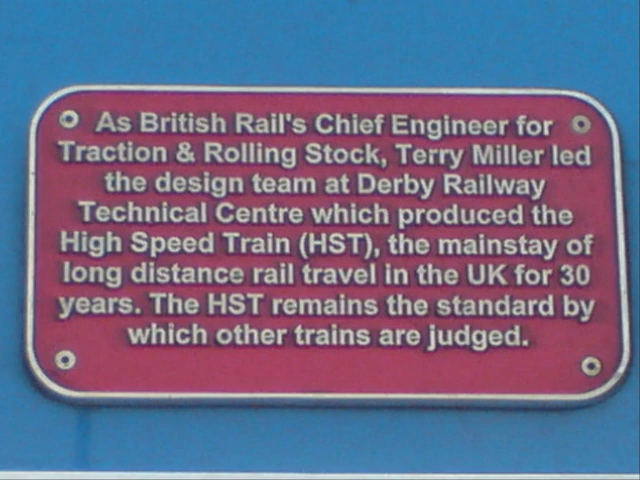 As British Rail's Chief Engineer for
Traction & Rolling Stock, Terry Miller led
the design team at Derby Railway
Technical Centre which produced the
High Speed Train (HST), the mainstay of
long distance rail travel in the UK for 30
years. The HST remains the standard by
which other trains are judged.